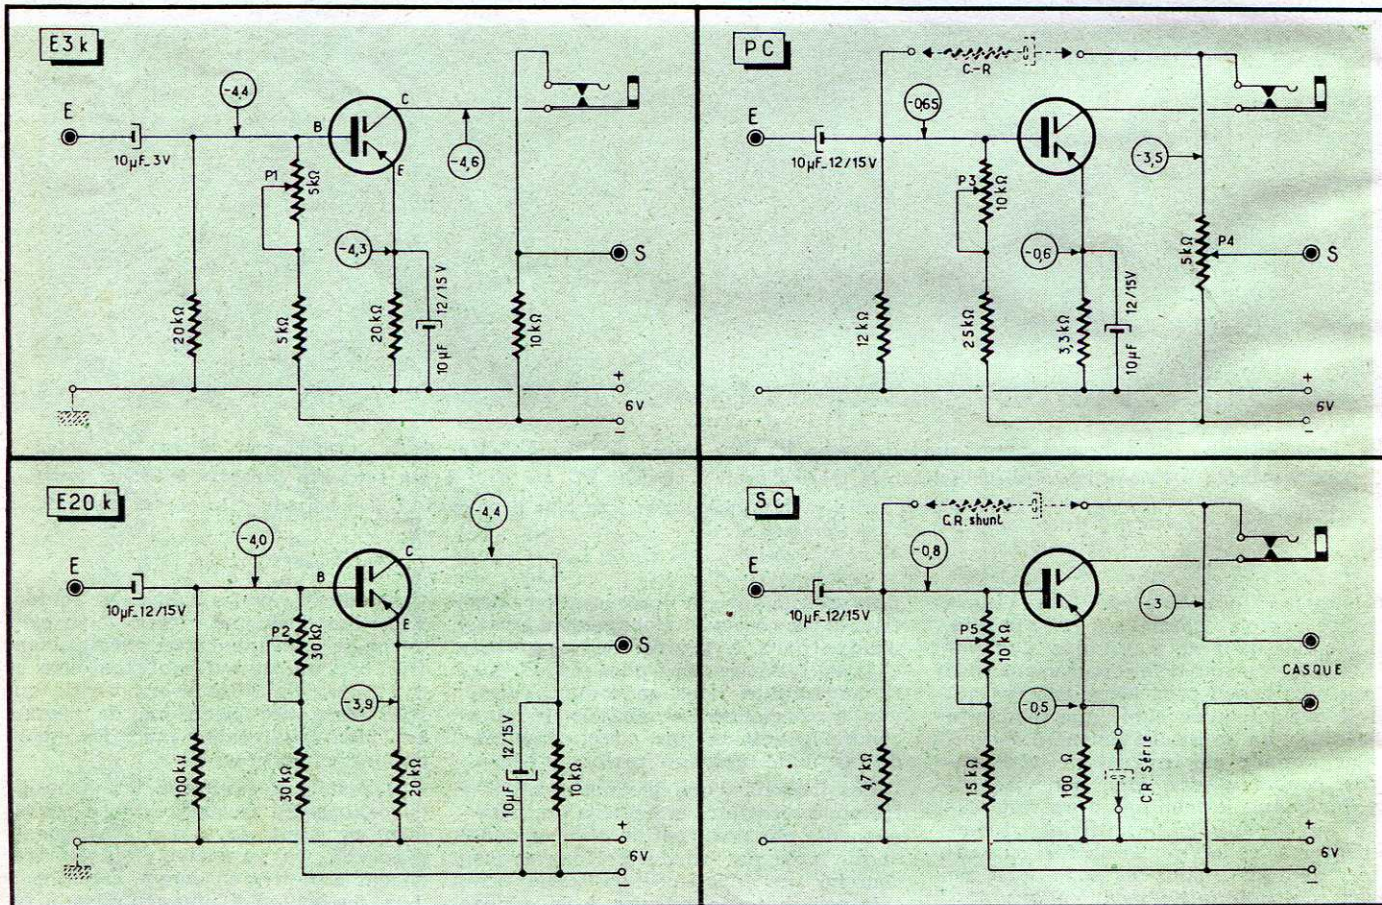 E3k
-4,4
E
10µF_3V
B
C
E
-4,6
P1
5kΩ
-4,3
S
20kΩ
5kΩ
20kΩ
10µF 12/15V
10kΩ
+
6V
-
PC
C-R
E
-0,65
10µF_12/15V
P3
10kΩ
-3,5
-0,6
5kΩ
P4
S
12kΩ
25kΩ
3,3kΩ
10µF 12/15V
+
6V
-
E20k
-4,0
-4,4
E
10µF_12/15V
B
C
E
P2
30kΩ
S
-3,9
100kΩ
30kΩ
20kΩ
10µF 12/15V
10kΩ
+
6V
-
SC
C.R. shunt
E
-0,8
10µF_12/15V
P5
10kΩ
-3
CASQUE
-0,5
4,7kΩ
15kΩ
100 Ω
C.R. Série
+
6V
-